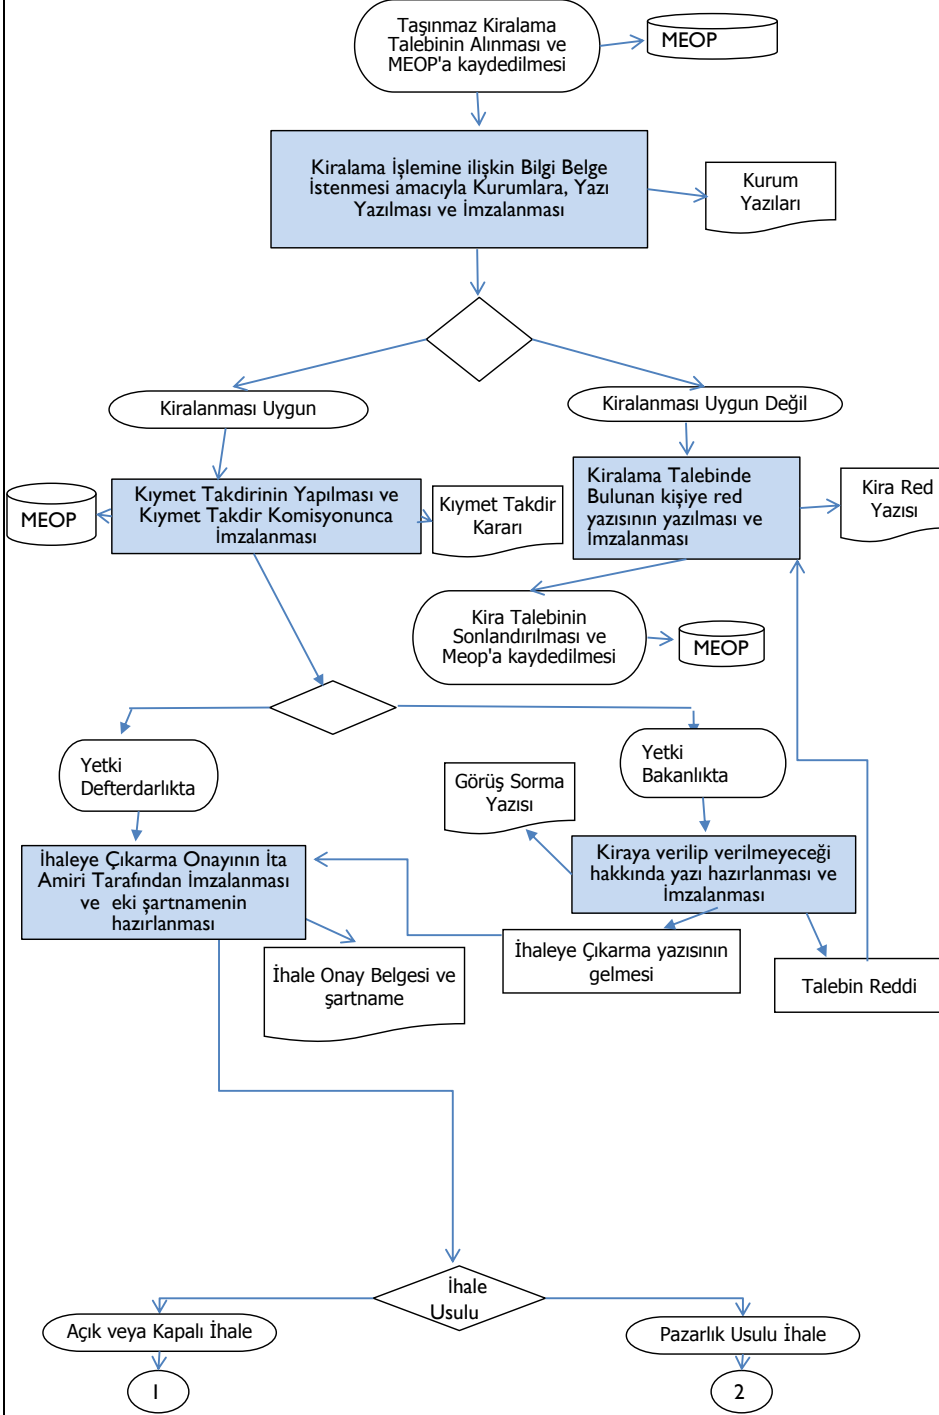 Taşınmaz Kiralama
Talebinin Alınması ve
MEOP'a kaydedilmesi
MEOP
Kiralama İşlemine ilişkin Bilgi Belge
İstenmesi amacıyla Kurumlara, Yazı
Yazılması ve İmzalanması
Kurum
Yazıları
Kiralanması Uygun
Kiralanması Uygun Değil
MEOP
Kıymet Takdirinin Yapılması ve
Kıymet Takdir Komisyonunca
İmzalanması
Kıymet Takdir
Kararı
Kiralama Talebinde
Bulunan kişiye red
yazısının yazılması ve
İmzalanması
Kira Red
Yazısı
Kira Talebinin
Sonlandırılması ve
Meop'a kaydedilmesi
MEOP
Yetki
Defterdarlıkta
Yetki
Bakanlıkta
Görüş Sorma
Yazısı
İhaleye Çıkarma Onayının İta
Amiri Tarafından İmzalanması
ve eki şartnamenin
hazırlanması
Kiraya verilip verilmeyeceği
hakkında yazı hazırlanması ve
İmzalanması
İhale Onay Belgesi ve
şartname
İhaleye Çıkarma yazısının
gelmesi
Talebin Reddi
İhale
Usulu
Açık veya Kapalı İhale
Pazarlık Usulu İhale
1
2